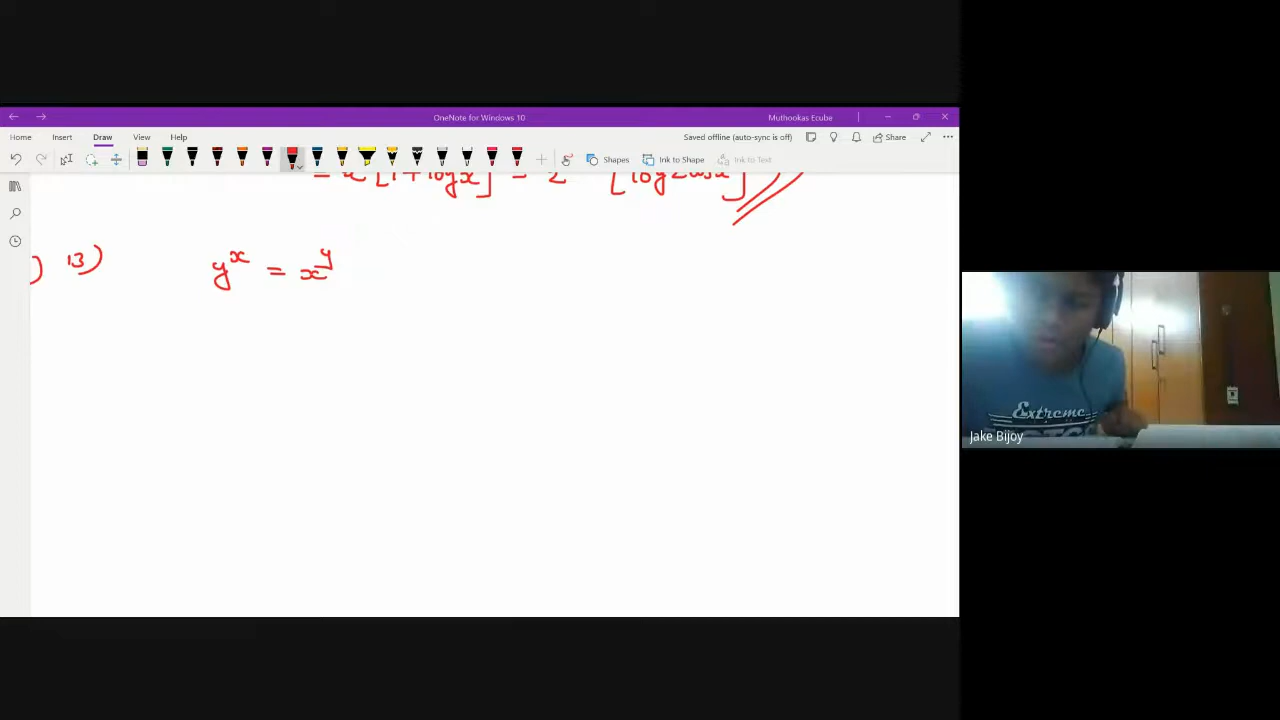 OneNote for Windows 10
Muthookas Ecube
Home Insert Draw View Help
Saved offline (auto-sync is off)
Share
Shapes
Ink to Shape
Ink to Text
13) y^x = x^y
Extreme
Jake Bijoy